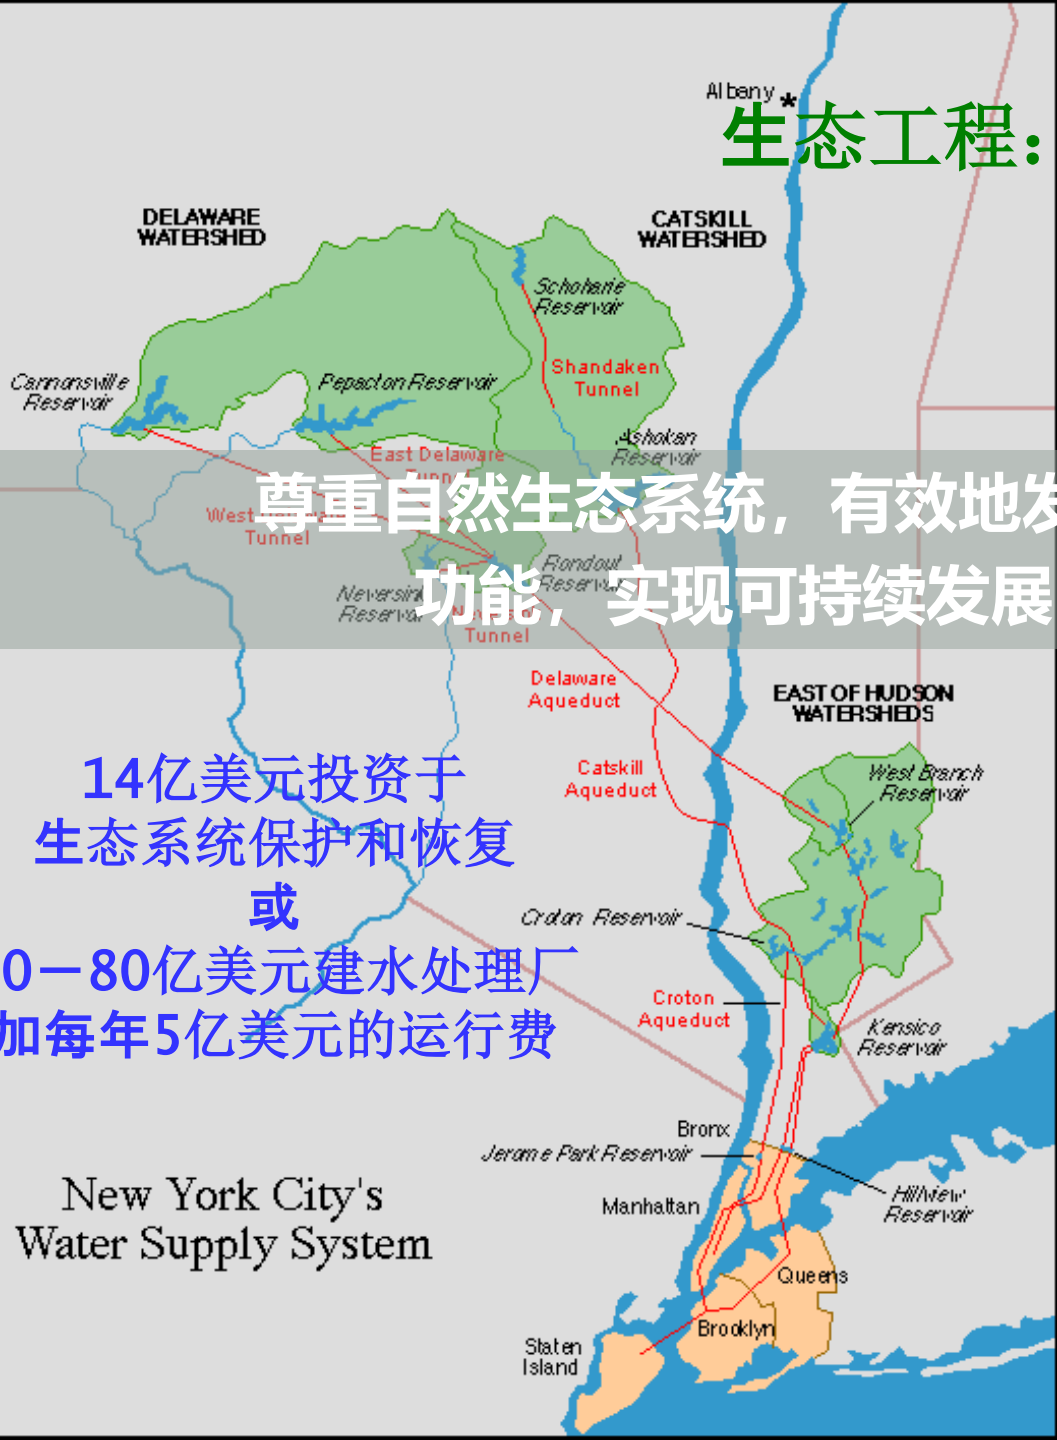 Albany
生态工程：
DELAWARE
WATERSHED
CATSKILL
WATERSHED
Schoharie
Reservoir
Shandaken
Tunnel
Cannonsville
Reservoir
Pepacton Reservoir
Ashokan
Reservoir
East Delaware
Tunnel
尊重自然生态系统，有效地发
West
Tunnel
Rondout
Reservoir
功能，实现可持续发展
Neversink
Reservoir
Neversink
Tunnel
Delaware
Aqueduct
EAST OF HUDSON
WATERSHEDS
Catskill
Aqueduct
West Branch
Reservoir
14亿美元投资于
生态系统保护和恢复
或
0－80亿美元建水处理厂
加每年5亿美元的运行费
Croton Reservoir
Croton
Aqueduct
Kensico
Reservoir
Bronx
Jerome Park Reservoir
Manhattan
Hillview
Reservoir
New York City's
Water Supply System
Queens
Brooklyn
Staten
Island